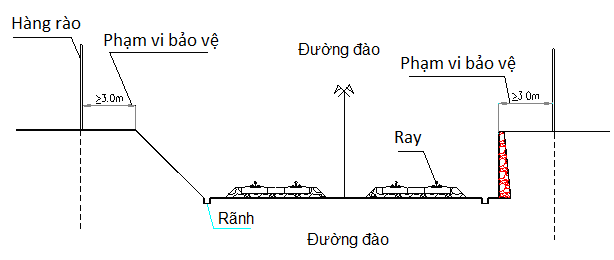 Hàng rào
Phạm vi bảo vệ
Đường đào
Phạm vi bảo vệ
≥3.0m
≥3.0m
Ray
Rãnh
Đường đào